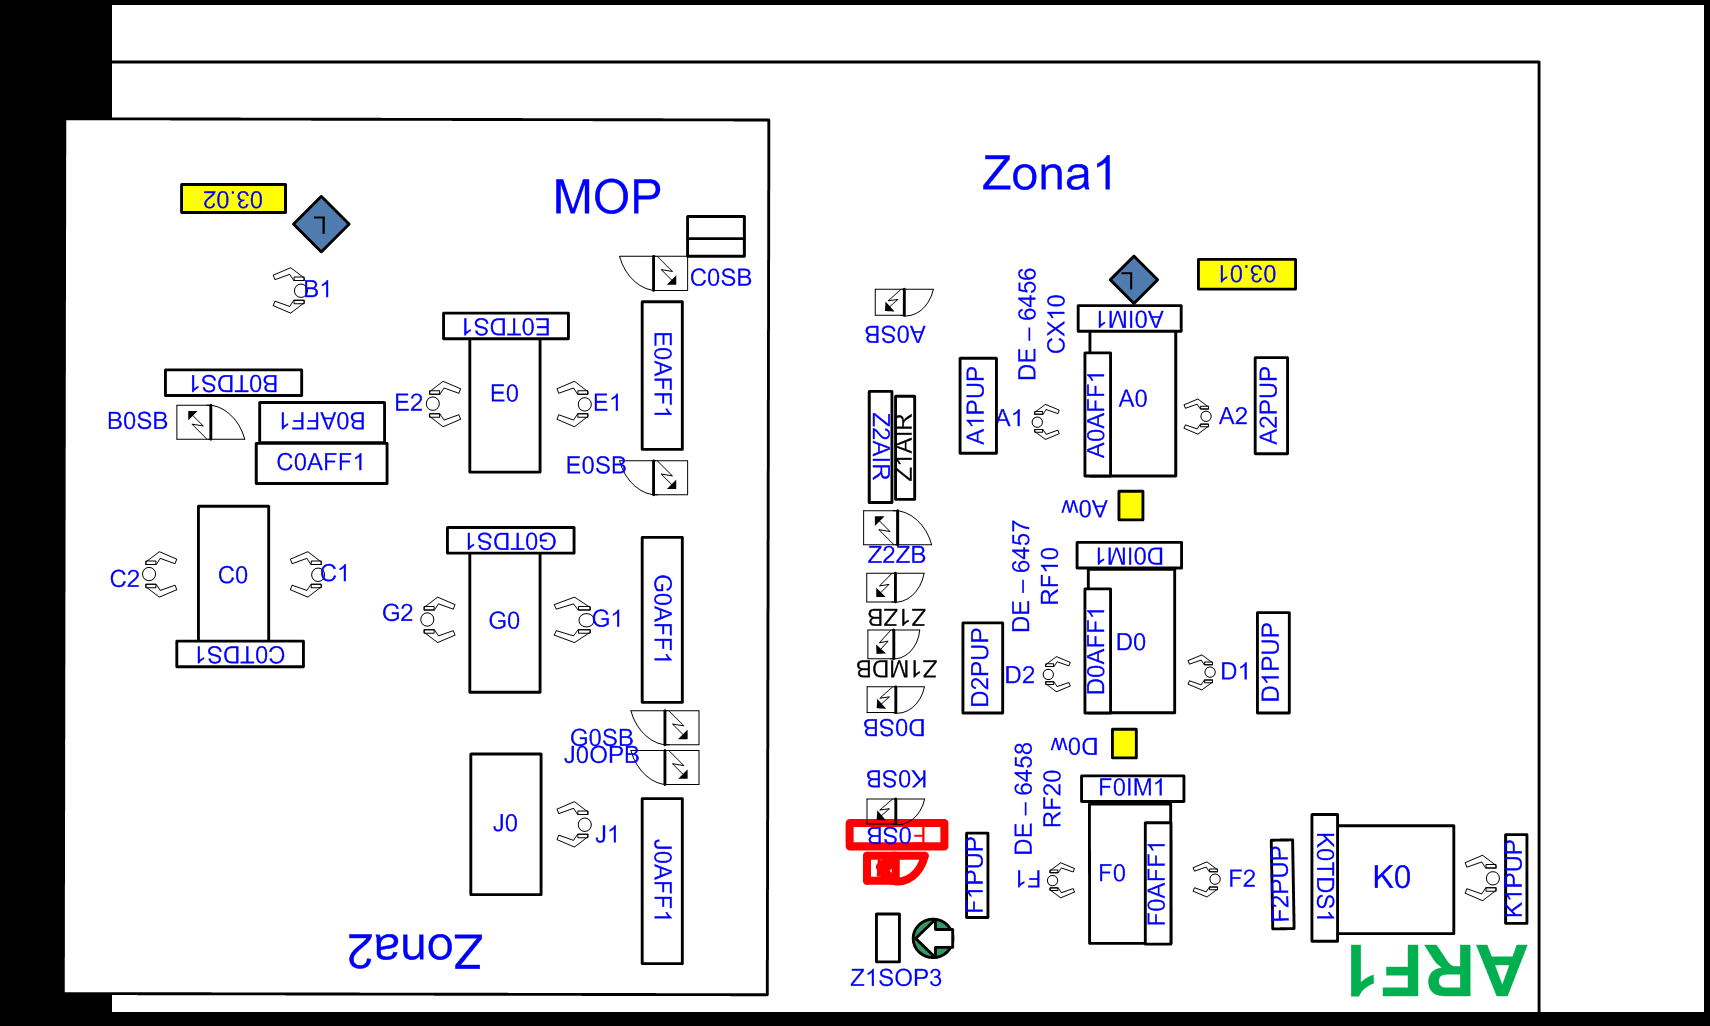 Zona1
MOP
03.02
L
B1
C0SB
E0TDS1
E0AFF1
B0TDS1
B0SB
B0AFF1
C0AFF1
E2
E0
E1
E0SB
C2
C0
C1
C0TDS1
G0TDS1
G2
G0
G1
G0AFF1
G0SB
J0OPB
J0
J1
J0AFF1
Zona2
A0SB
DE – 6456
CX10
L
03.01
A0IM1
A1PUP
A1
A0AFF1
A0
A2
A2PUP
Z2AIR
Z1AIR
A0w
Z2ZB
Z1ZB
Z1MDB
D0SB
DE – 6457
RF10
D0IM1
D2PUP
D2
D0AFF1
D0
D1
D1PUP
D0w
K0SB
F0SB
DE – 6458
RF20
F0IM1
F1PUP
F1
F0
F0AFF1
F2
F2PUP
K0TDS1
K0
K1PUP
Z1SOP3
ARF1